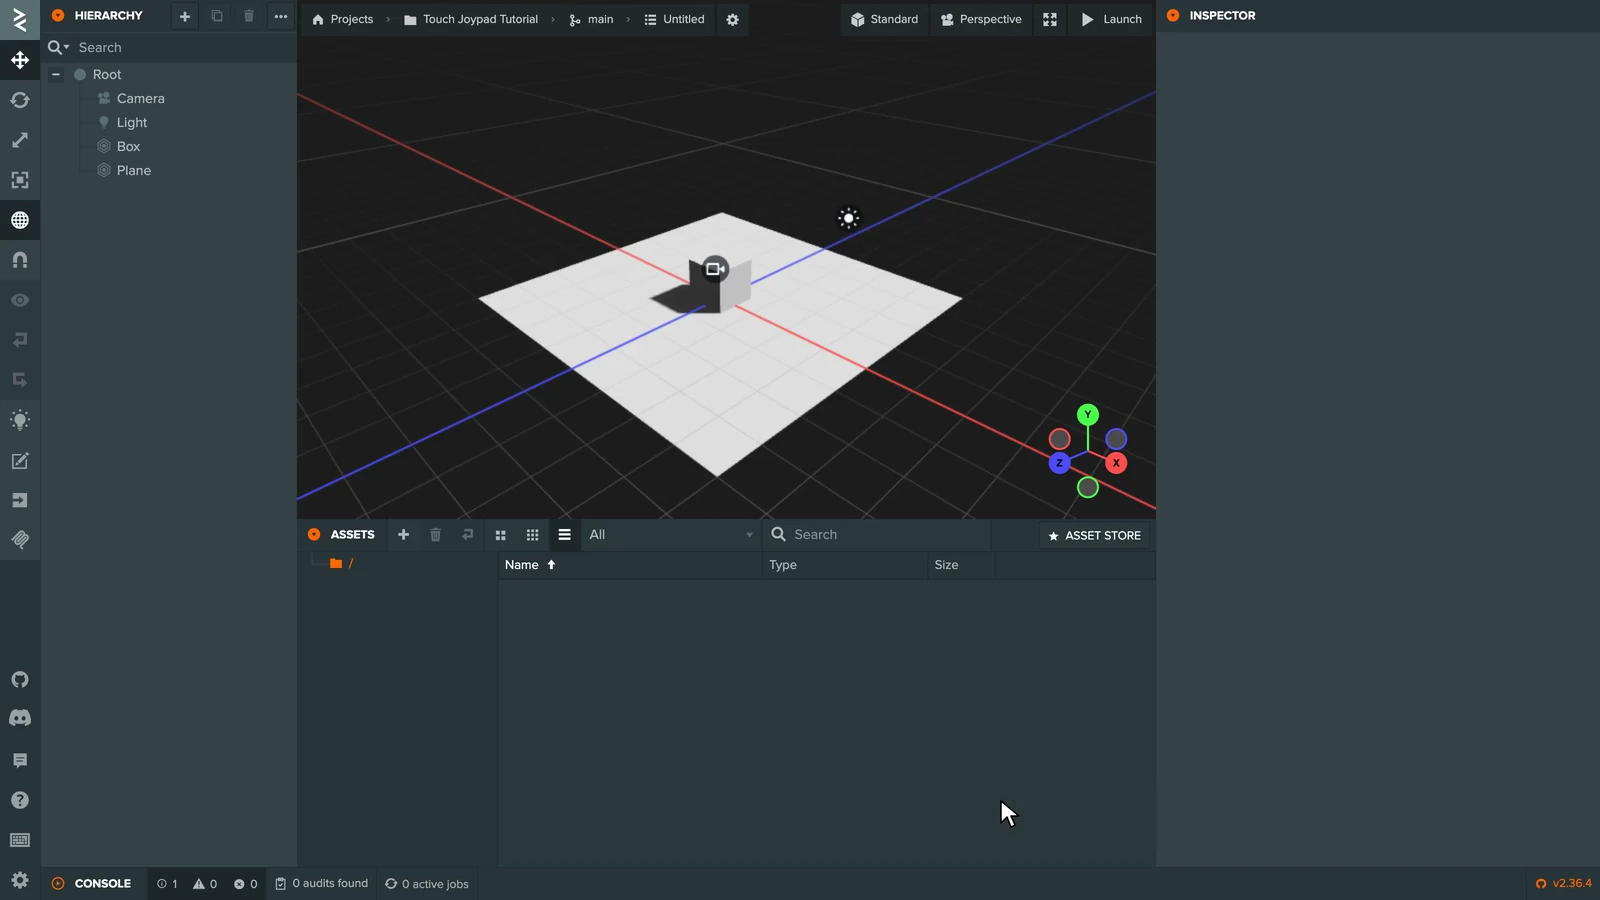 HIERARCHY
Projects
Touch Joypad Tutorial
main
Untitled
Standard
Perspective
Launch
INSPECTOR
Search
Root
Camera
Light
Box
Plane
Y
Z
X
ASSETS
All
Search
ASSET STORE
/
Name
Type
Size
CONSOLE
1
0
0
0 audits found
0 active jobs
v2.36.4